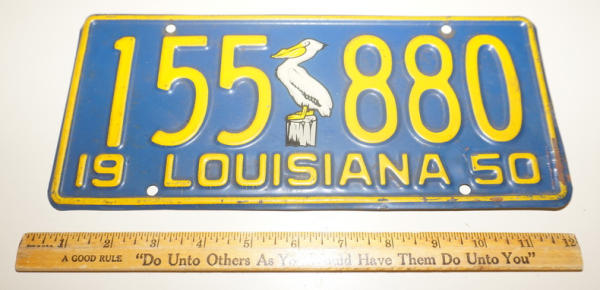 155 880
19 LOUISIANA 50
1 2 3 4 5 6 7 8 9 10 11 12
A GOOD RULE "Do Unto Others As Have Them Do Unto You"